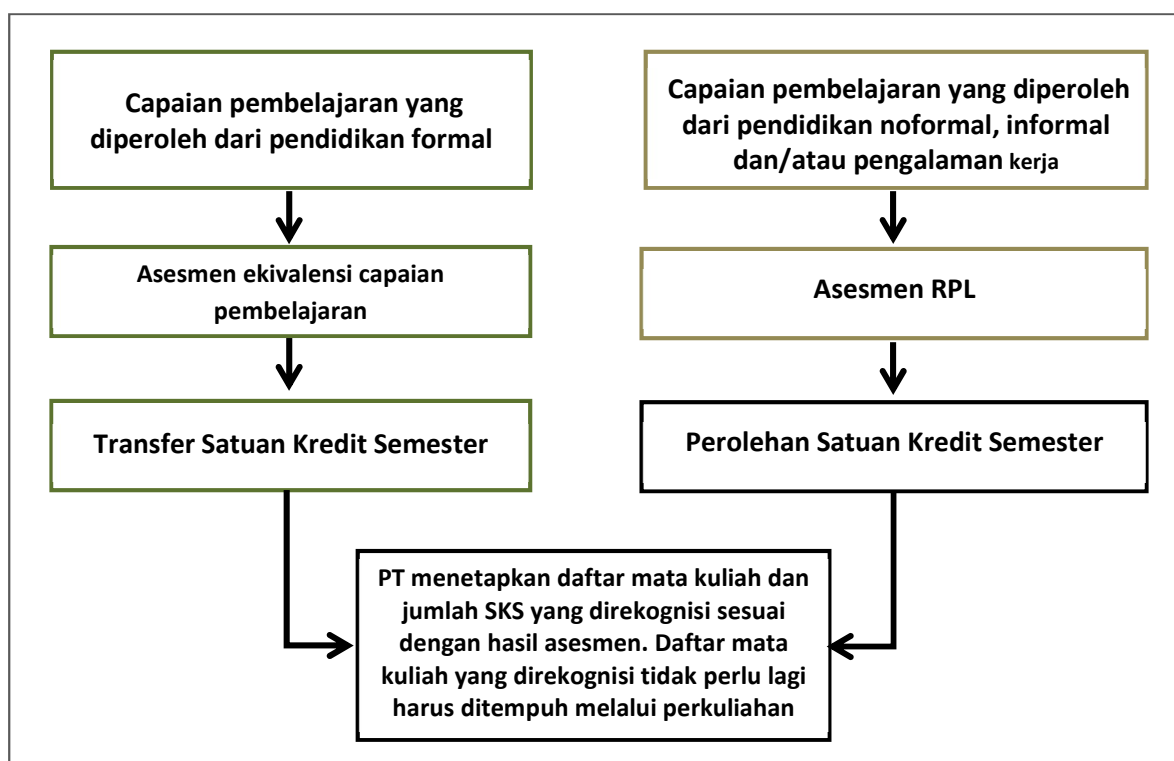 Capaian pembelajaran yang
diperoleh dari pendidikan formal
Asesmen ekivalensi capaian
pembelajaran
Transfer Satuan Kredit Semester
Capaian pembelajaran yang diperoleh
dari pendidikan noformal, informal
dan/atau pengalaman kerja
Asesmen RPL
Perolehan Satuan Kredit Semester
PT menetapkan daftar mata kuliah dan
jumlah SKS yang direkognisi sesuai
dengan hasil asesmen. Daftar mata
kuliah yang direkognisi tidak perlu lagi
harus ditempuh melalui perkuliahan